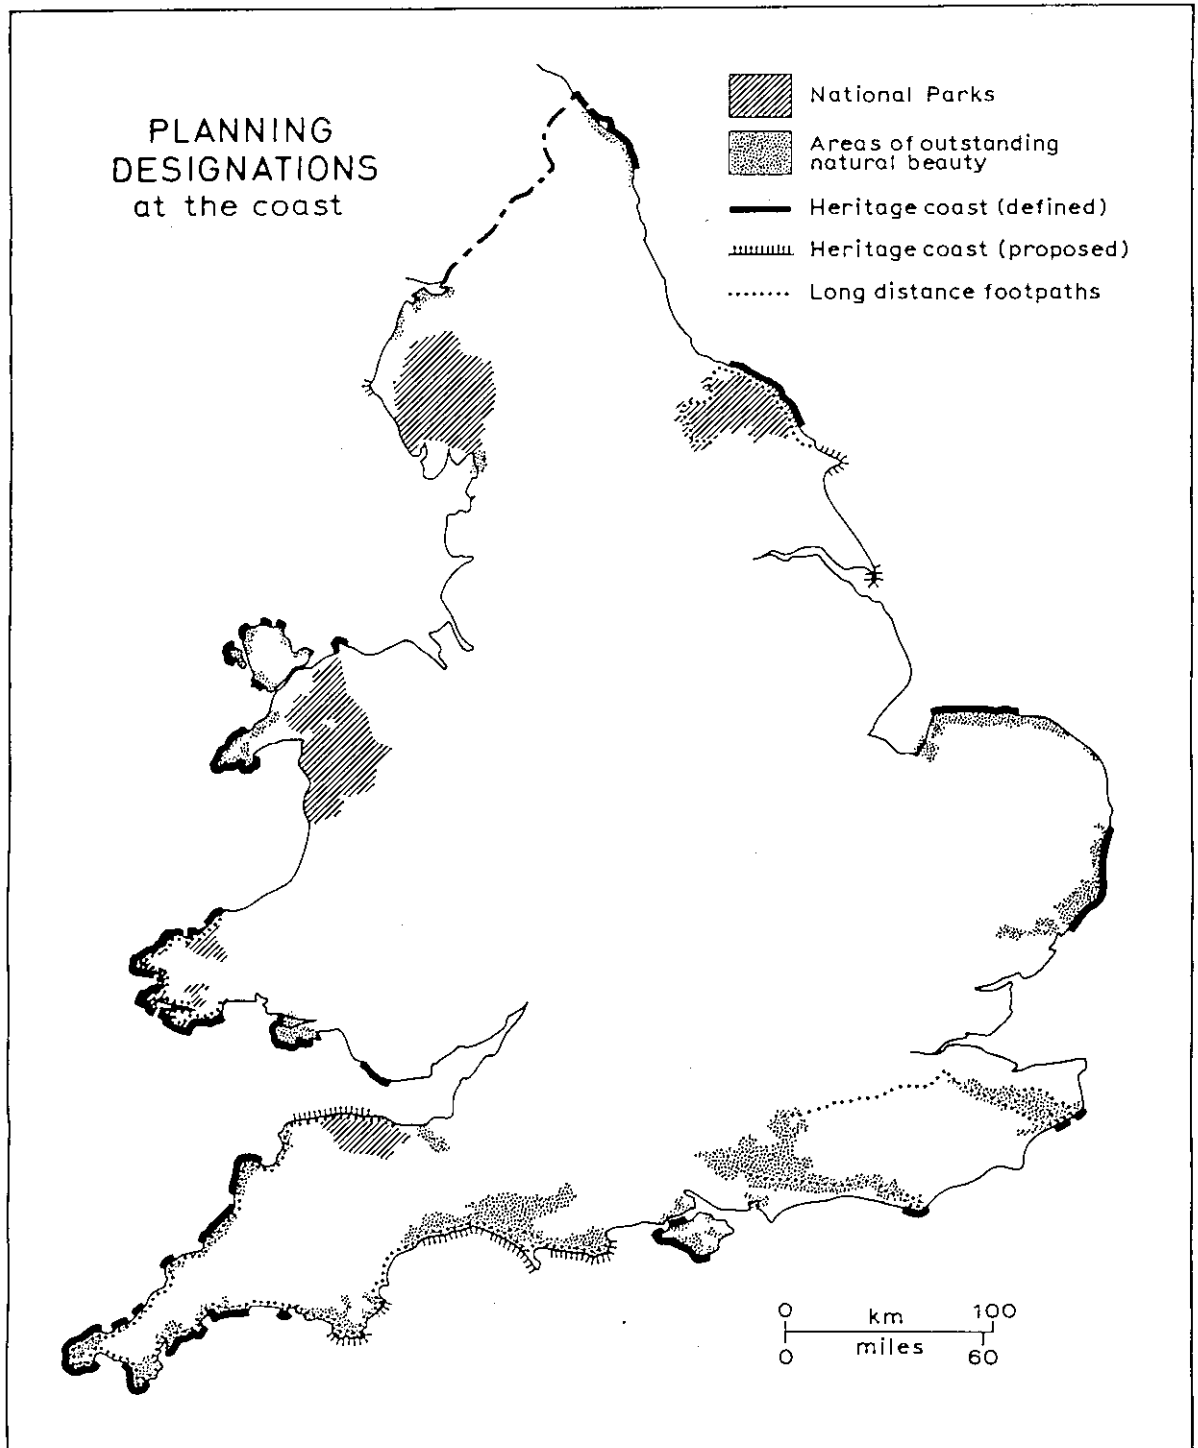 PLANNING
DESIGNATIONS
at the coast
National Parks
Areas of outstanding
natural beauty
Heritage coast (defined)
Heritage coast (proposed)
Long distance footpaths
0 km 100
miles
0 60